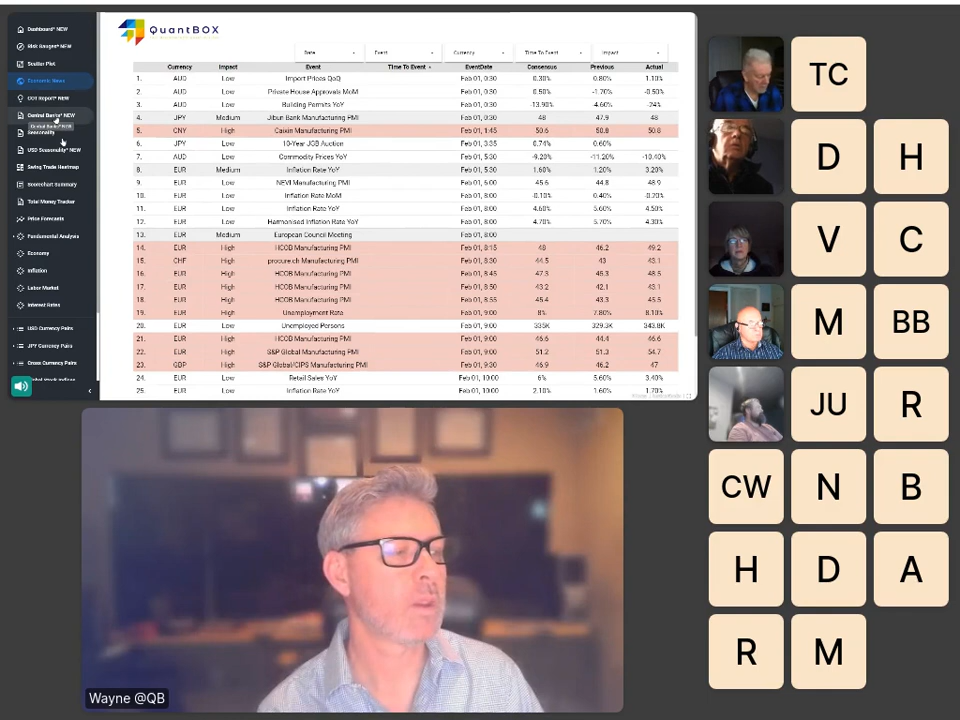 QuantBOX
Dashboard* NEW
Risk Gauges* NEW
Scatter Plot
Economic News
COT Report* NEW
Central Banks* NEW
Central Banks* NEW
Seasonality
USD Seasonality* NEW
Swing Trade Heatmap
Scorechart Summary
Total Money Tracker
Price Forecasts
Fundamental Analysis
Economy
Inflation
Labor Market
Interest Rates
USD Currency Pairs
JPY Currency Pairs
Cross Currency Pairs
Date Event Currency Time To Event Impact
Currency Impact Event Time To Event EventDate Consensus Previous Actual
1. AUD Low Import Prices QoQ Feb 01, 0:30 0.30% 0.80% 1.10%
2. AUD Low Private House Approvals MoM Feb 01, 0:30 0.50% -1.70% -0.50%
3. AUD Low Building Permits YoY Feb 01, 0:30 -13.90% -4.60% -24%
4. JPY Medium Jibun Bank Manufacturing PMI Feb 01, 0:30 48 47.9 48
5. CNY High Caixin Manufacturing PMI Feb 01, 1:45 50.6 50.8 50.8
6. JPY Medium 10-Year JGB Auction Feb 01, 3:35 0.74% 0.60%
7. AUD Low Commodity Prices YoY Feb 01, 5:30 -9.20% -11.20% -10.40%
8. EUR Medium Inflation Rate YoY Feb 01, 5:30 1.60% 1.20% 3.20%
9. EUR Low NEVI Manufacturing PMI Feb 01, 6:00 45.6 44.8 48.9
10. EUR Low Inflation Rate MoM Feb 01, 8:00 -0.10% 0.40% -0.20%
11. EUR Low Inflation Rate YoY Feb 01, 8:00 4.60% 5.60% 4.50%
12. EUR Low Harmonised Inflation Rate YoY Feb 01, 8:00 4.70% 5.70% 4.30%
13. EUR Medium European Council Meeting Feb 01, 8:00
14. EUR High HCOB Manufacturing PMI Feb 01, 8:15 48 46.2 49.2
15. CHF High procure.ch Manufacturing PMI Feb 01, 8:30 44.5 43 43.1
16. EUR High HCOB Manufacturing PMI Feb 01, 8:45 47.3 45.3 48.5
17. EUR High HCOB Manufacturing PMI Feb 01, 8:50 43.2 42.1 43.1
18. EUR High HCOB Manufacturing PMI Feb 01, 8:55 45.4 43.3 45.5
19. EUR High Unemployment Rate Feb 01, 9:00 8% 7.80% 8.10%
20. EUR Low Unemployed Persons Feb 01, 9:00 335K 329.3K 343.8K
21. EUR High HCOB Manufacturing PMI Feb 01, 9:00 46.6 44.4 46.6
22. EUR High S&P Global Manufacturing PMI Feb 01, 9:00 51.2 51.3 54.7
23. GBP High S&P Global/CIPS Manufacturing PMI Feb 01, 9:30 46.9 46.2 47
24. EUR Low Retail Sales YoY Feb 01, 10:00 6% 5.60% 3.40%
25. EUR Low Inflation Rate YoY Feb 01, 10:00 2.10% 1.60% 1.70%
Wayne @QB
TC
D H
V C
M BB
JU R
CW N B
H D A
R M